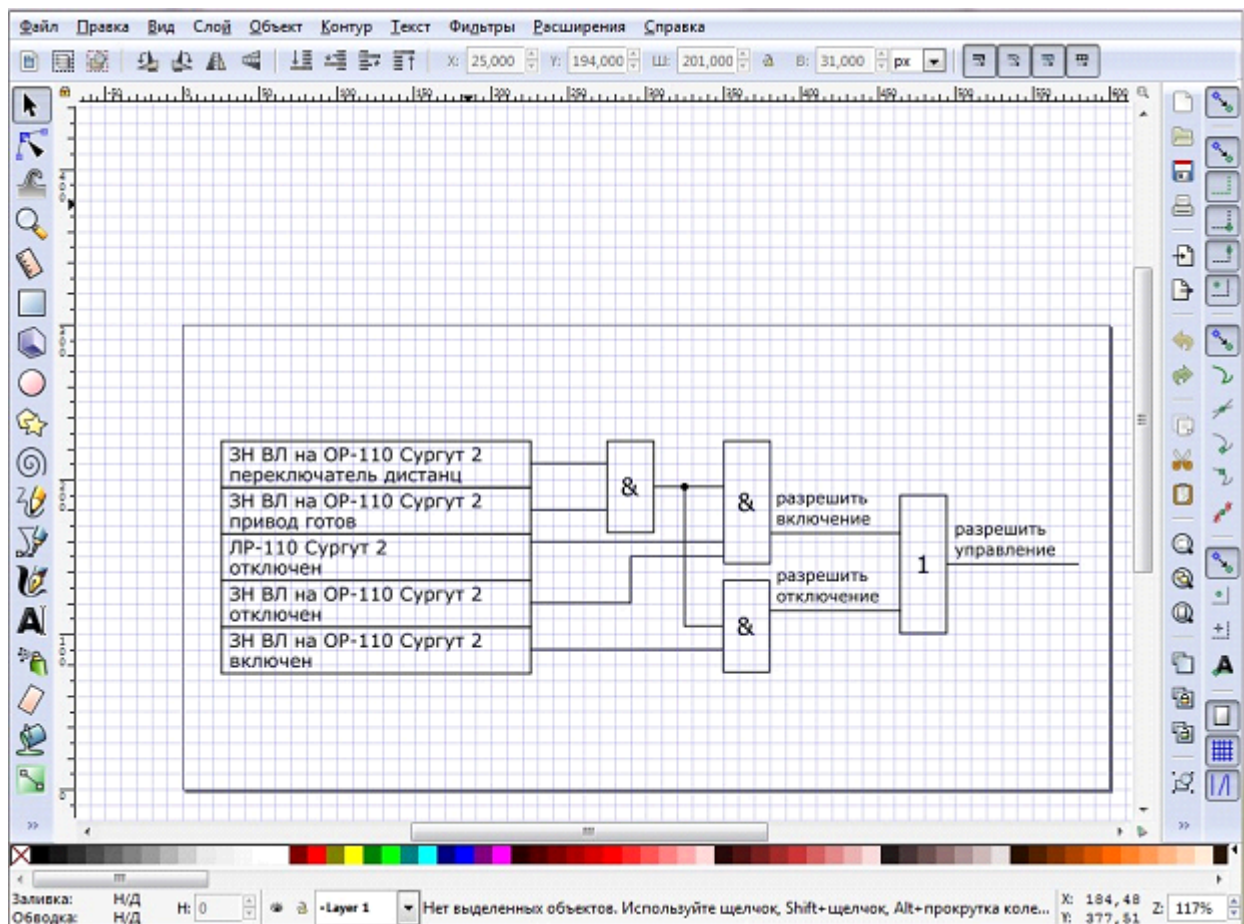 Файл Правка Вид Слой Объект Контур Текст Фильтры Расширения Справка
X: 25,000 Y: 194,000 Ш: 201,000 В: 31,000 px
ЗН ВЛ на ОР-110 Сургут 2
переключатель дистанц
ЗН ВЛ на ОР-110 Сургут 2
привод готов
ЛР-110 Сургут 2
отключен
ЗН ВЛ на ОР-110 Сургут 2
отключен
ЗН ВЛ на ОР-110 Сургут 2
включен
&
&
&
разрешить
включение
разрешить
отключение
1
разрешить
управление
Заливка: Н/Д
Обводка: Н/Д
Н: 0
Layer 1
Нет выделенных объектов. Используйте щелчок, Shift+щелчок, Alt+прокрутка коле...
X: 184,48
Y: 377,51
Z: 117%